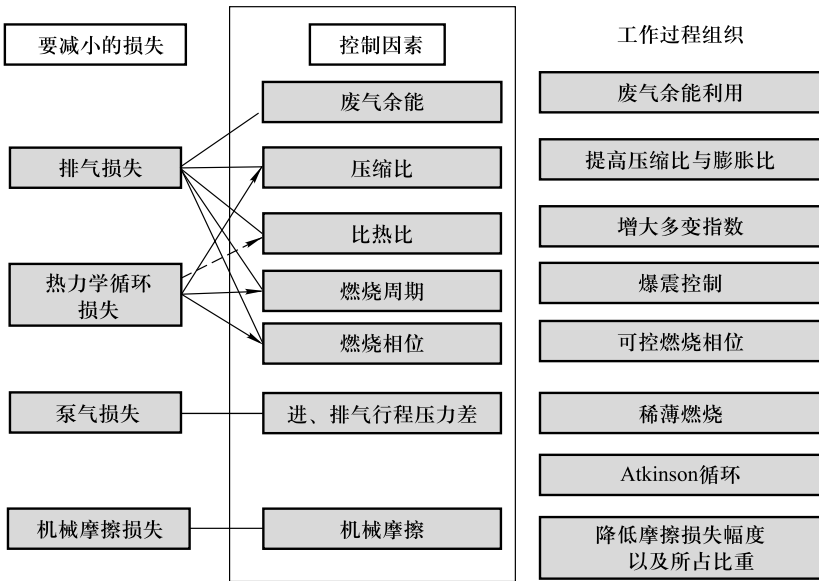 要减小的损失
排气损失
热力学循环
损失
泵气损失
机械摩擦损失
控制因素
废气余能
压缩比
比热比
燃烧周期
燃烧相位
进、排气行程压力差
机械摩擦
工作过程组织
废气余能利用
提高压缩比与膨胀比
增大多变指数
爆震控制
可控燃烧相位
稀薄燃烧
Atkinson循环
降低摩擦损失幅度
以及所占比重